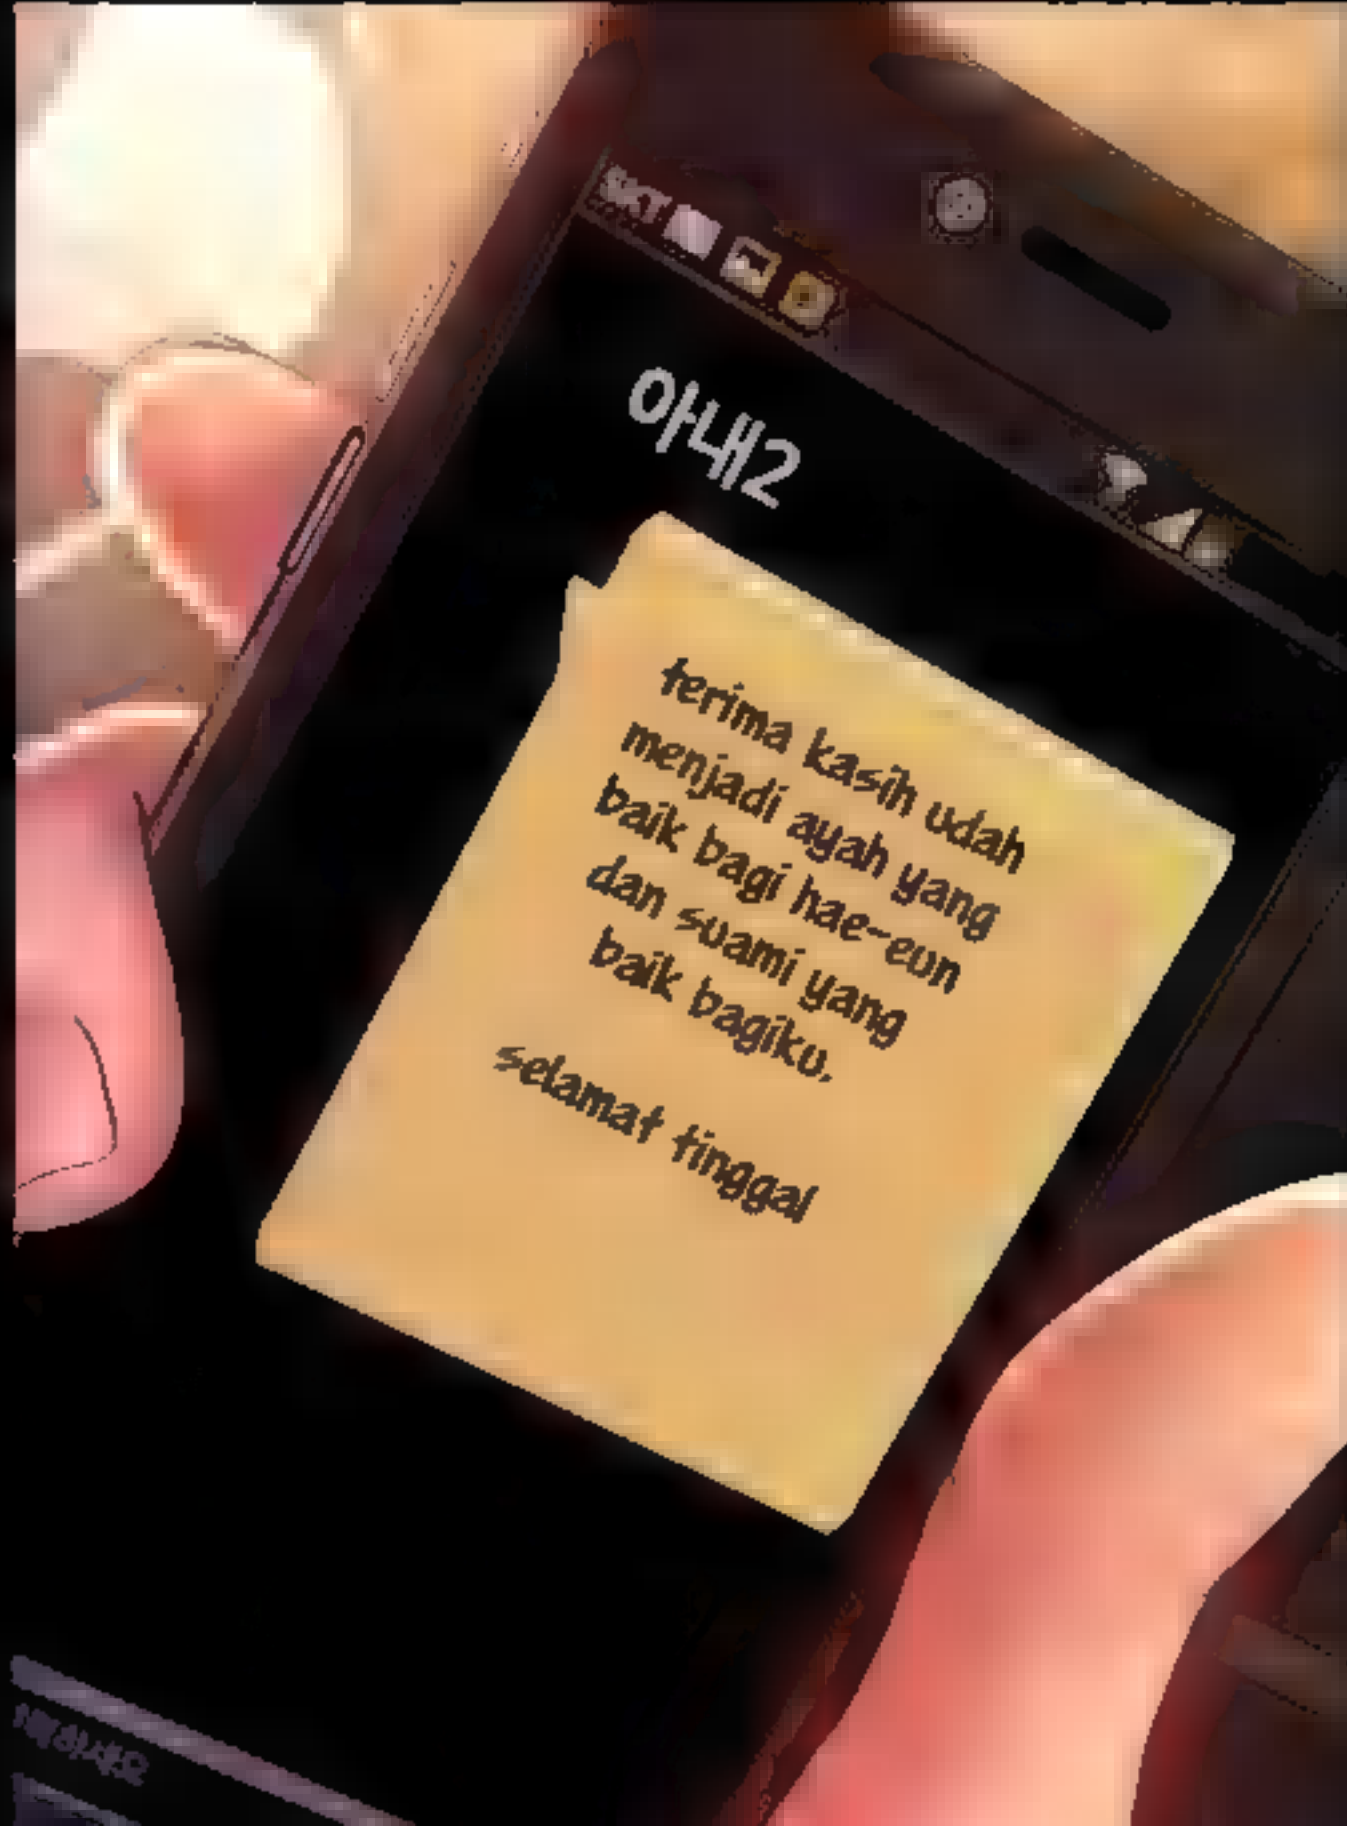 아내2
terima kasih udah
menjadi ayah yang
baik bagi hae-eun
dan suami yang
baik bagiku.
selamat tinggal